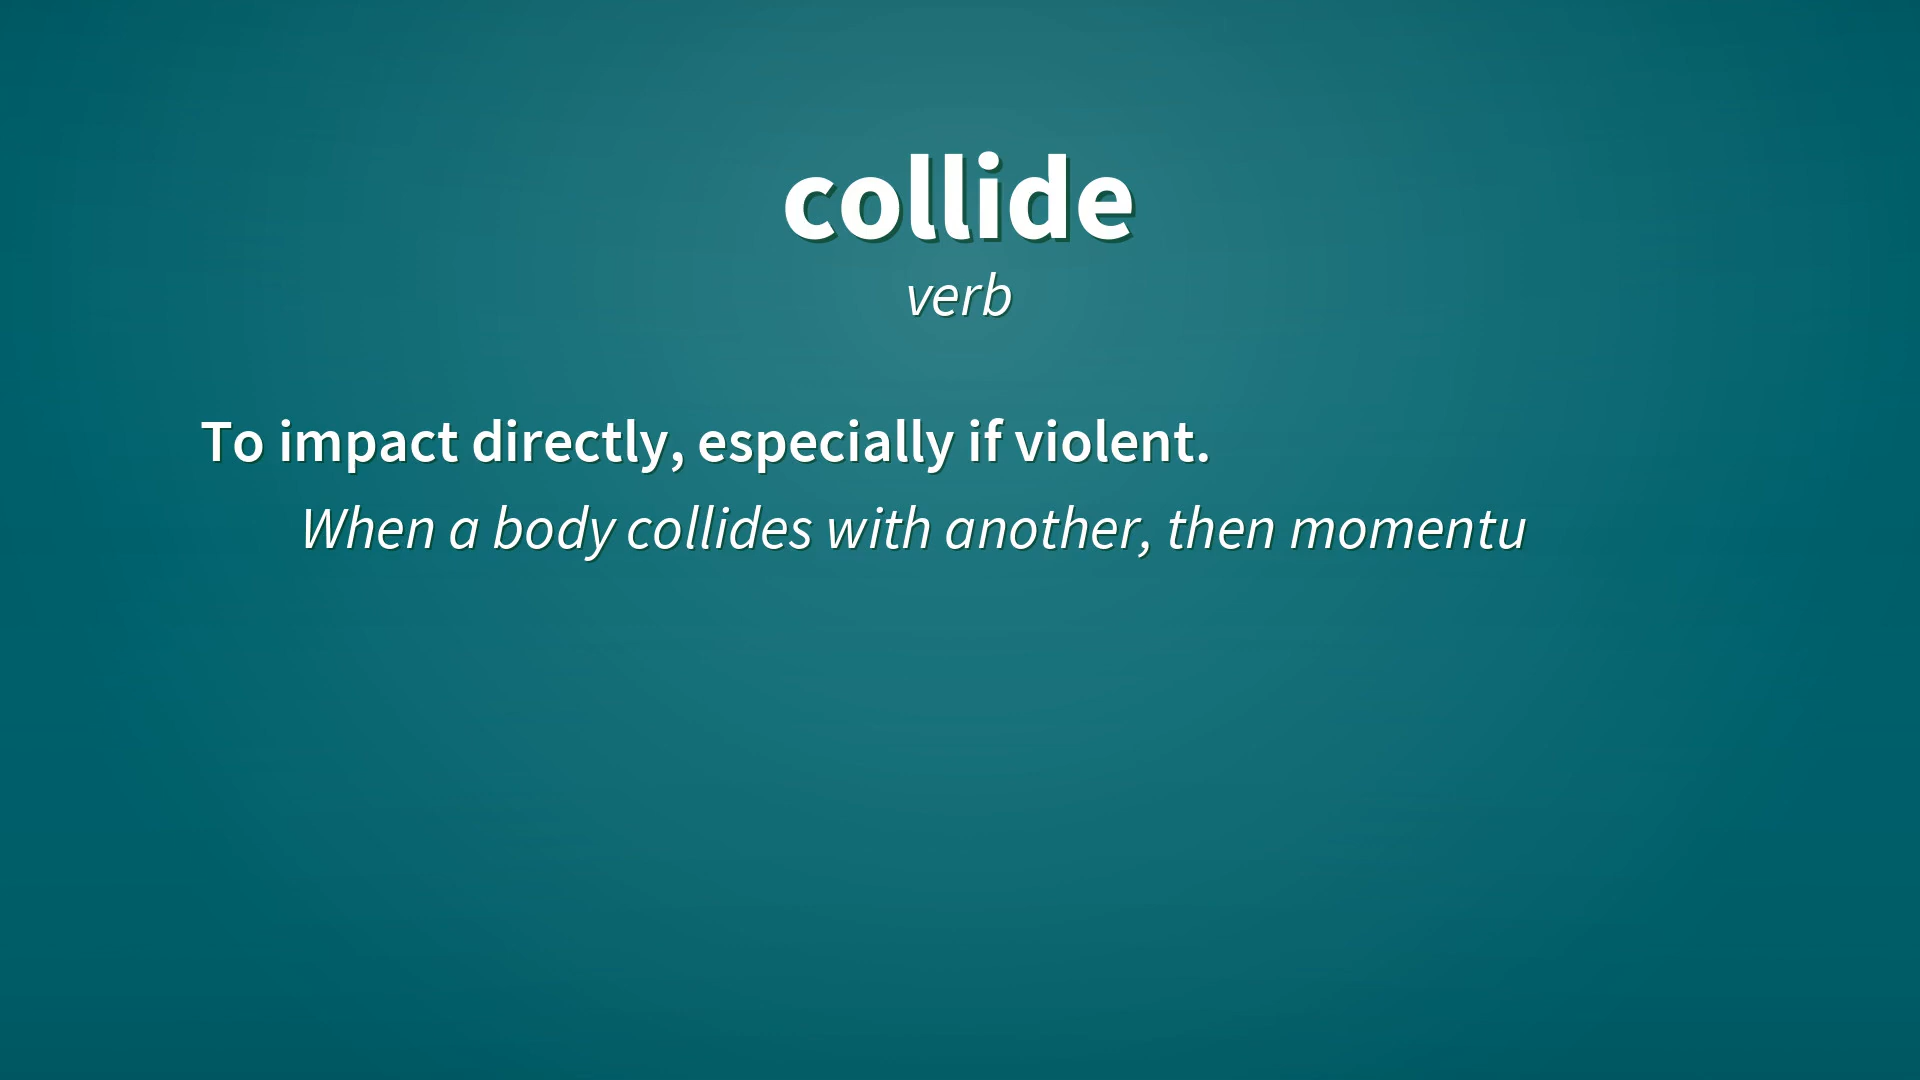 collide
verb
To impact directly, especially if violent.
When a body collides with another, then momentu